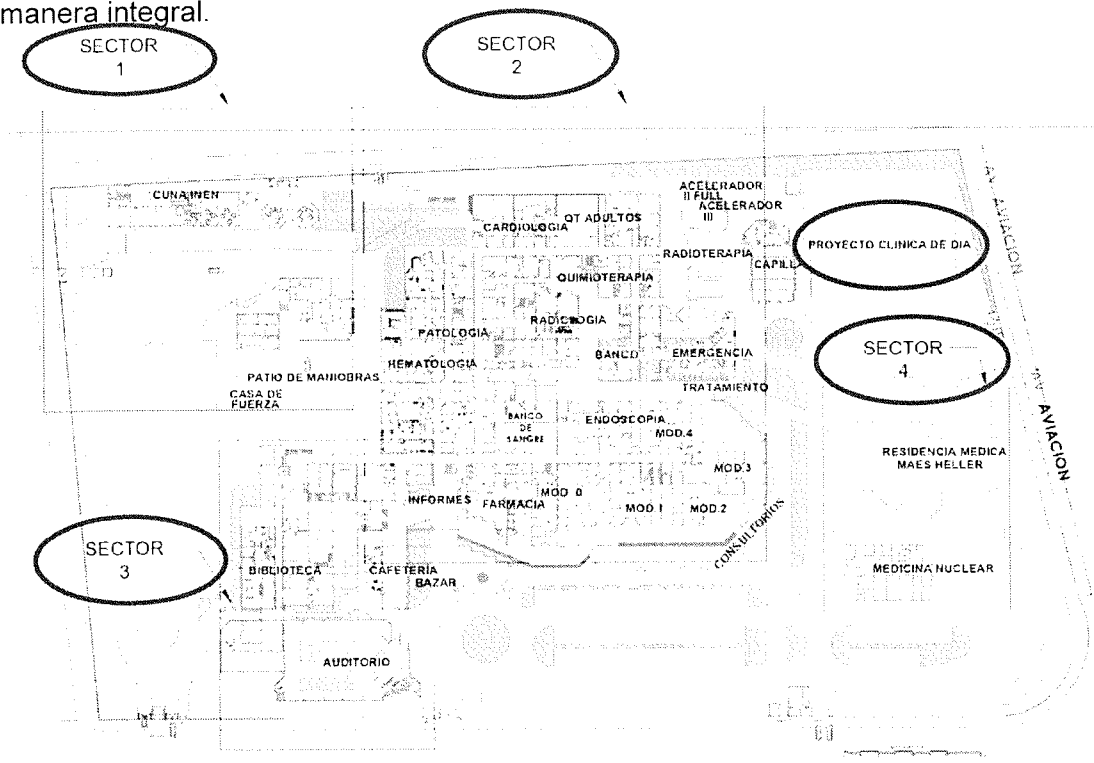 manera integral.
SECTOR
1
SECTOR
2
CUNA INEN
CARDIOLOGIA
QT ADULTOS
ACELERADOR
II FULL
ACELERADOR
III
RADIOTERAPIA
CAPILLA
PROYECTO CLINICA DE DIA
AV. AVIACION
QUIMIOTERAPIA
RADIOLOGIA
PATOLOGIA
HEMATOLOGIA
BANCO
EMERGENCIA
TRATAMIENTO
SECTOR
4
PATIO DE MANIOBRAS
CASA DE
FUERZA
BANCO
DE
SANGRE
ENDOSCOPIA
MOD.4
MOD.3
AV. AVIACION
RESIDENCIA MEDICA
MAES HELLER
INFORMES
FARMACIA
MOD. 0
MOD.1
MOD.2
CONSULTORIOS
SECTOR
3
BIBLIOTECA
CAFETERIA
BAZAR
MEDICINA NUCLEAR
AUDITORIO